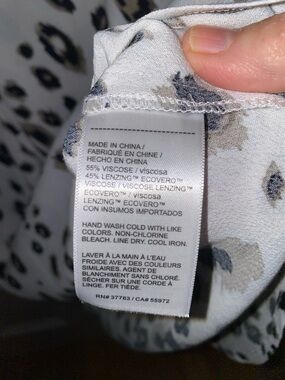 MADE IN CHINA /
FABRIQUÉ EN CHINE /
HECHO EN CHINA
55% VISCOSE / Viscosa
45% LENZING™ ECOVERO™
VISCOSE / VISCOSE LENZING™
ECOVERO™ / Viscosa
LENZING™ ECOVERO™
CON INSUMOS IMPORTADOS
HAND WASH COLD WITH LIKE
COLORS. NON-CHLORINE
BLEACH. LINE DRY. COOL IRON.
LAVER À LA MAIN À L'EAU
FROIDE AVEC DES COULEURS
SIMILAIRES. AGENT DE
BLANCHIMENT SANS CHLORE.
SÉCHER SUR UNE CORDE À
LINGE. FER TIÈDE.
RN# 37763 / CA# 55972